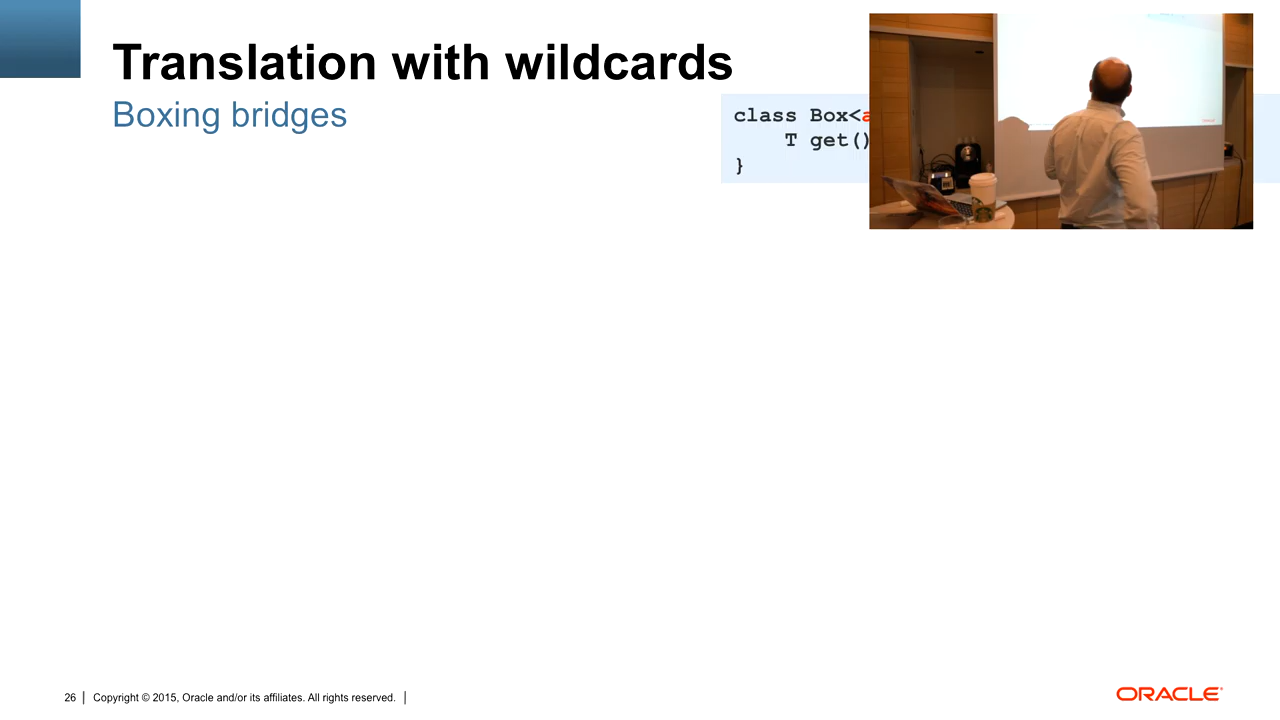 Translation with wildcards
Boxing bridges
class Box<a
T get()
}
26
Copyright © 2015, Oracle and/or its affiliates. All rights reserved.
ORACLE